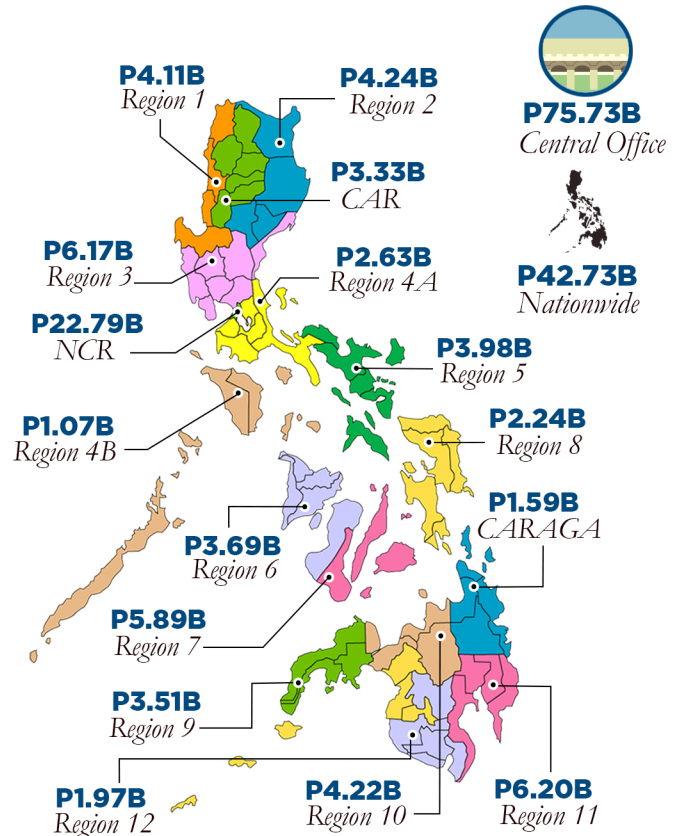 P4.11B
Region 1
P4.24B
Region 2
P75.73B
Central Office
P3.33B
CAR
P6.17B
Region 3
P2.63B
Region 4A
P42.73B
Nationwide
P22.79B
NCR
P3.98B
Region 5
P1.07B
Region 4B
P2.24B
Region 8
P1.59B
CARAGA
P3.69B
Region 6
P5.89B
Region 7
P3.51B
Region 9
P1.97B
Region 12
P4.22B
Region 10
P6.20B
Region 11